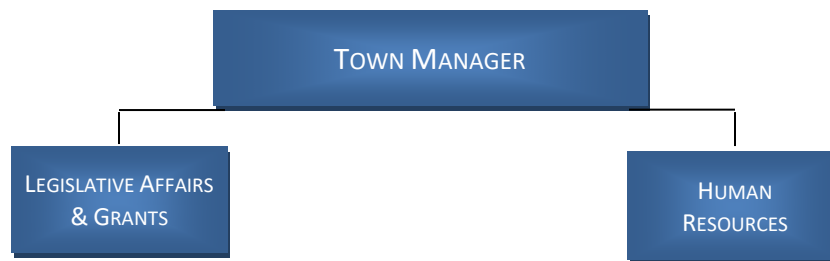 TOWN MANAGER
LEGISLATIVE AFFAIRS
& GRANTS
HUMAN
RESOURCES